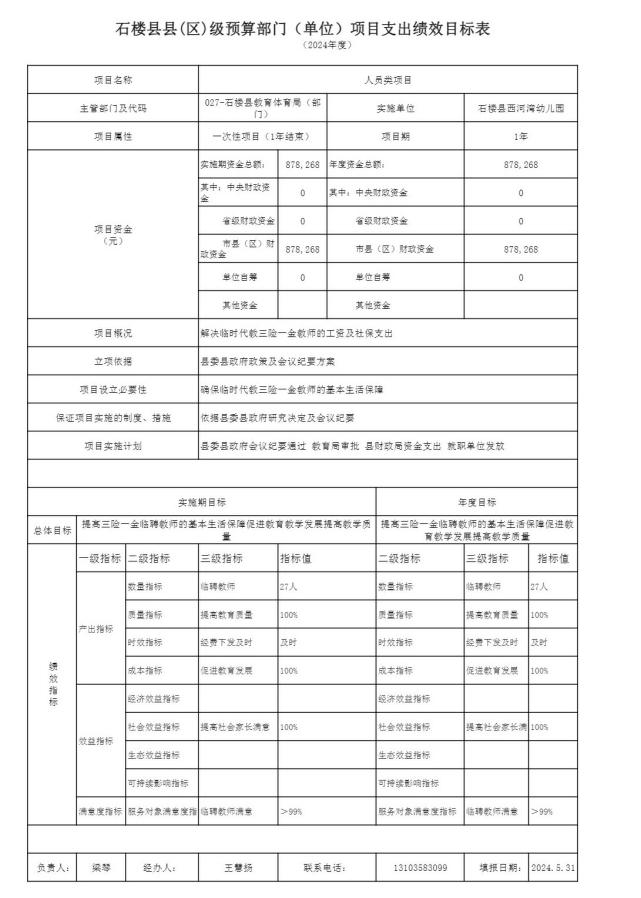 石楼县县(区)级预算部门（单位）项目支出绩效目标表
（2024年度）
项目名称 人员类项目
主管部门及代码 027-石楼县教育体育局（部门） 实施单位 石楼县西河湾幼儿园
项目属性 一次性项目（1年结束） 项目期 1年
项目资金（元） 实施期资金总额： 878,268 年度资金总额： 878,268
其中：中央财政资金 0 其中：中央财政资金 0
省级财政资金 0 省级财政资金 0
市县（区）财政资金 878,268 市县（区）财政资金 878,268
单位自筹 0 单位自筹 0
其他资金 其他资金
项目概况 解决临时代教三险一金教师的工资及社保支出
立项依据 县委县政府政策及会议纪要方案
项目设立必要性 确保临时代教三险一金教师的基本生活保障
保证项目实施的制度、措施 依据县委县政府研究决定及会议纪要
项目实施计划 县委县政府会议纪要通过 教育局审批 县财政局资金支出 就职单位发放
实施期目标 年度目标
总体目标 提高三险一金临聘教师的基本生活保障促进教育教学发展提高教学质量 提高三险一金临聘教师的基本生活保障促进教育教学发展提高教学质量
绩效指标 一级指标 二级指标 三级指标 指标值 二级指标 三级指标 指标值
产出指标 数量指标 临聘教师 27人 数量指标 临聘教师 27人
质量指标 提高教育质量 100% 质量指标 提高教育质量 100%
时效指标 经费下发及时 及时 时效指标 经费下发及时 及时
成本指标 促进教育发展 100% 成本指标 促进教育发展 100%
效益指标 经济效益指标 经济效益指标
社会效益指标 提高社会家长满意 100% 社会效益指标 提高社会家长满 100%
生态效益指标 生态效益指标
可持续影响指标 可持续影响指标
满意度指标 服务对象满意度指 临聘教师满意 ＞99% 服务对象满意度指标 临聘教师满意 ＞99%
负责人： 梁琴 经办人： 王慧扬 联系电话： 13103583099 填报日期： 2024.5.31